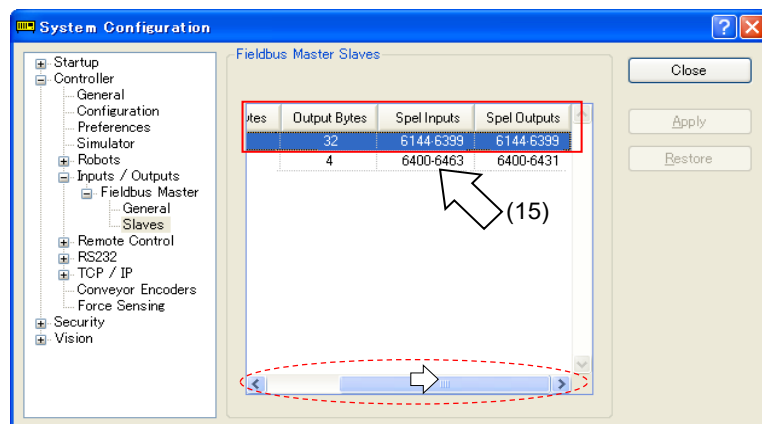 System Configuration
Startup
Controller
General
Configuration
Preferences
Simulator
Robots
Inputs / Outputs
Fieldbus Master
General
Slaves
Remote Control
RS232
TCP / IP
Conveyor Encoders
Force Sensing
Security
Vision
Fieldbus Master Slaves
Output Bytes Spel Inputs Spel Outputs
32 6144-6399 6144-6399
4 6400-6463 6400-6431
(15)
Close
Apply
Restore